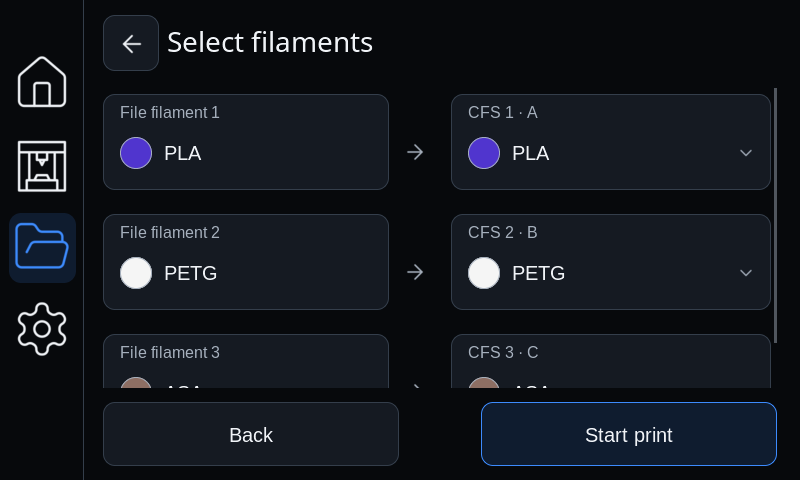 Select filaments
File filament 1
CFS 1 · A
PLA
PLA
File filament 2
CFS 2 · B
PETG
PETG
File filament 3
CFS 3 · C
Back
Start print